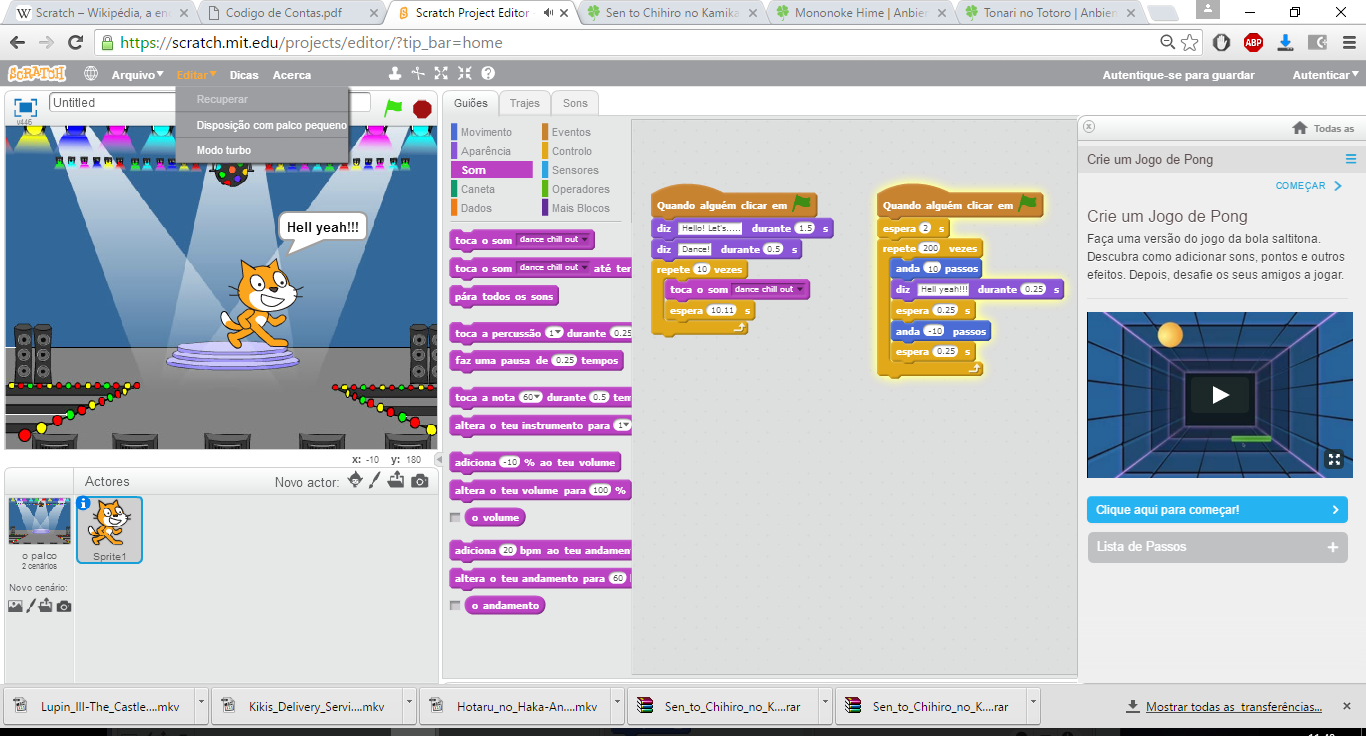 Scratch – Wikipédia, a en
Codigo de Contas.pdf
Scratch Project Editor -
Sen to Chihiro no Kamika
Mononoke Hime | Anbien
Tonari no Totoro | Anbien
https://scratch.mit.edu/projects/editor/?tip_bar=home
ABP
SCRATCH
Arquivo
Editar
Dicas
Acerca
Autentique-se para guardar
Autenticar
Untitled
v446
Recuperar
Disposição com palco pequeno
Modo turbo
Hell yeah!!!
x: -10 y: 180
Actores
Novo actor:
o palco
2 cenários
Novo cenário:
Sprite1
Guiões
Trajes
Sons
Movimento
Eventos
Aparência
Controlo
Som
Sensores
Caneta
Operadores
Dados
Mais Blocos
toca o som dance chill out
toca o som dance chill out até ter
pára todos os sons
toca a percussão 1 durante 0.25
faz uma pausa de 0.25 tempos
toca a nota 60 durante 0.5 tem
altera o teu instrumento para 1
adiciona -10 % ao teu volume
altera o teu volume para 100 %
o volume
adiciona 20 bpm ao teu andamen
altera o teu andamento para 60
o andamento
Quando alguém clicar em
diz Hello! Let's..... durante 1.5 s
diz Dance! durante 0.5 s
repete 10 vezes
toca o som dance chill out
espera 10.11 s
Quando alguém clicar em
espera 2 s
repete 200 vezes
anda 10 passos
diz Hell yeah!!! durante 0.25 s
espera 0.25 s
anda -10 passos
espera 0.25 s
Todas as
Crie um Jogo de Pong
COMEÇAR
Crie um Jogo de Pong
Faça uma versão do jogo da bola saltitona.
Descubra como adicionar sons, pontos e outros
efeitos. Depois, desafie os seus amigos a jogar.
Clique aqui para começar!
Lista de Passos
Lupin_III-The_Castle....mkv
Kikis_Delivery_Servi....mkv
Hotaru_no_Haka-An....mkv
Sen_to_Chihiro_no_K....rar
Sen_to_Chihiro_no_K....rar
Mostrar todas as transferências...